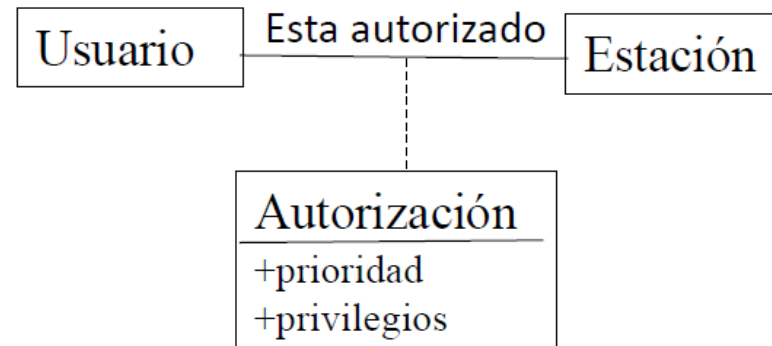 Usuario
Esta autorizado
Estación
Autorización
+prioridad
+privilegios